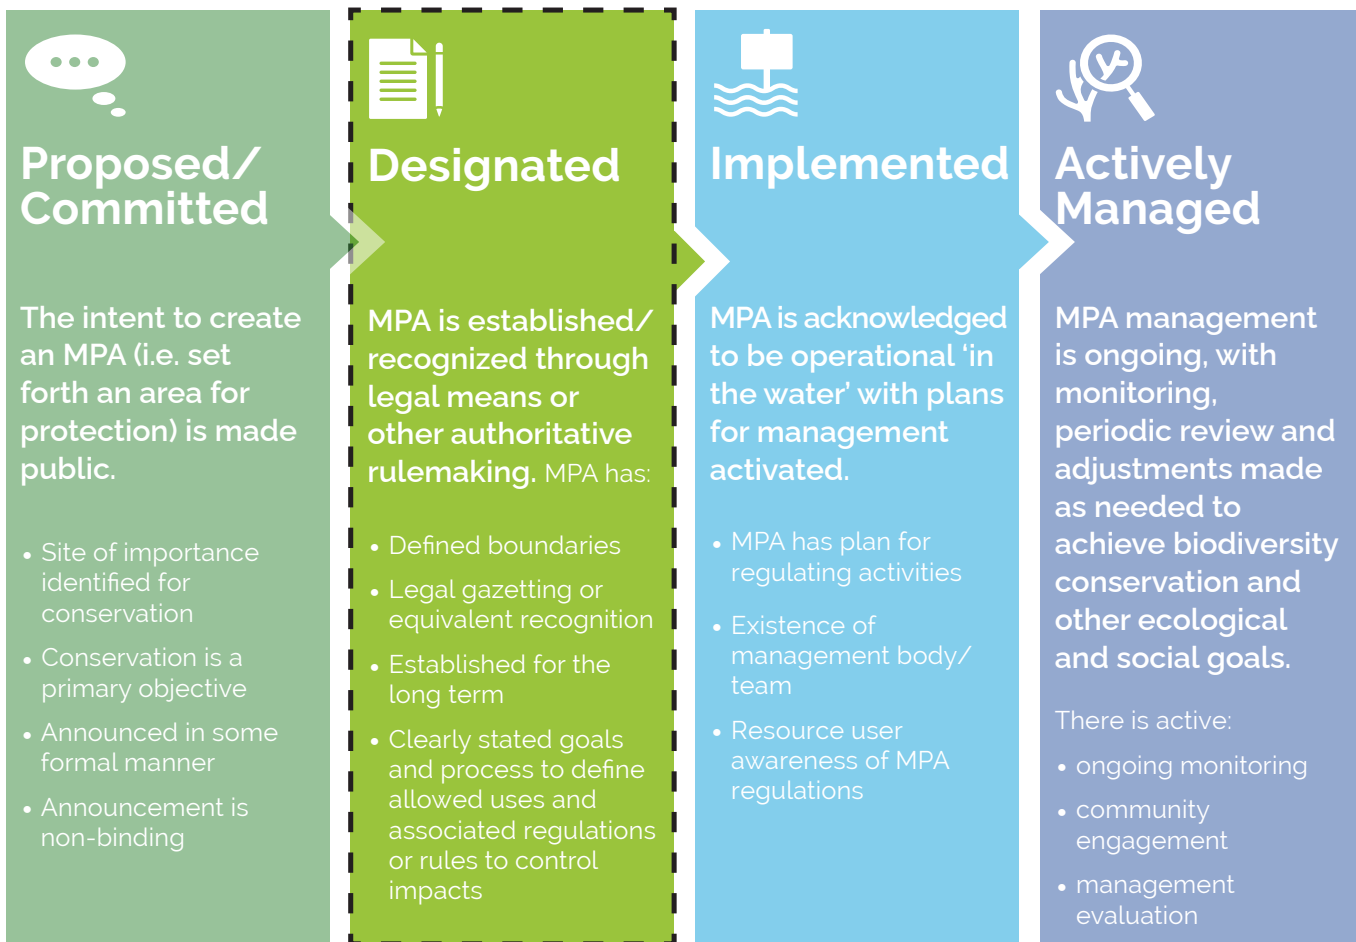 Proposed/
Committed
The intent to create
an MPA (i.e. set
forth an area for
protection) is made
public.
• Site of importance
identified for
conservation
• Conservation is a
primary objective
• Announced in some
formal manner
• Announcement is
non-binding
Designated
MPA is established/
recognized through
legal means or
other authoritative
rulemaking. MPA has:
• Defined boundaries
• Legal gazetting or
equivalent recognition
• Established for the
long term
• Clearly stated goals
and process to define
allowed uses and
associated regulations
or rules to control
impacts
Implemented
MPA is acknowledged
to be operational ‘in
the water’ with plans
for management
activated.
• MPA has plan for
regulating activities
• Existence of
management body/
team
• Resource user
awareness of MPA
regulations
Actively
Managed
MPA management
is ongoing, with
monitoring,
periodic review and
adjustments made
as needed to
achieve biodiversity
conservation and
other ecological
and social goals.
There is active:
• ongoing monitoring
• community
engagement
• management
evaluation